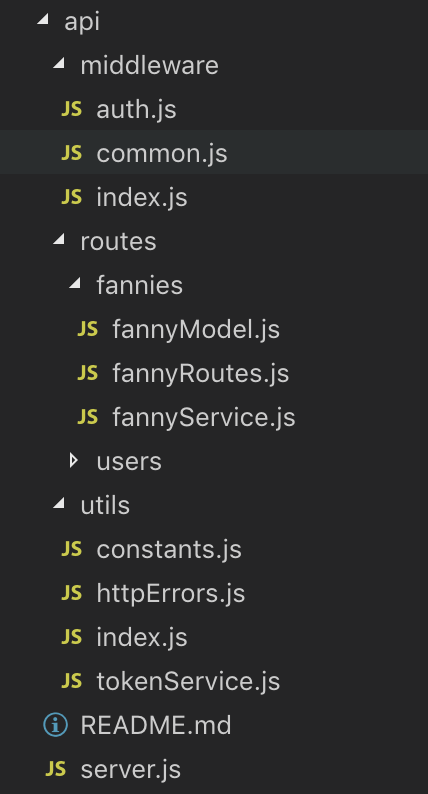 api
middleware
JS auth.js
JS common.js
JS index.js
routes
fannies
JS fannyModel.js
JS fannyRoutes.js
JS fannyService.js
users
utils
JS constants.js
JS httpErrors.js
JS index.js
JS tokenService.js
README.md
JS server.js